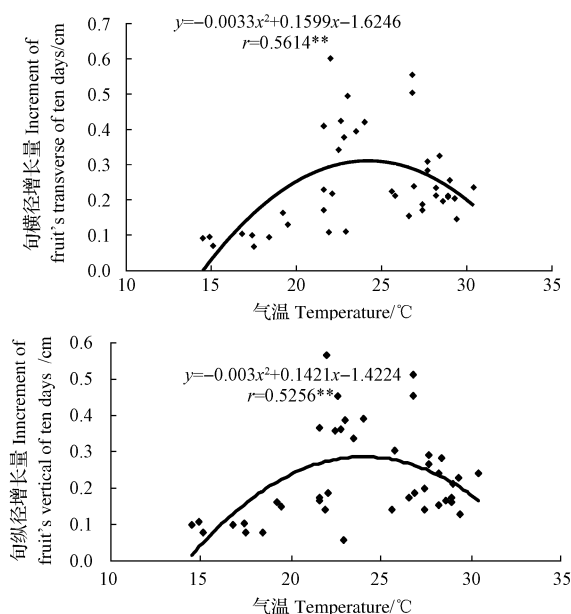 y=−0.0033x²+0.1599x−1.6246
r=0.5614**
旬横径增长量 Increment of
fruit's transverse of ten days/cm
0.7
0.6
0.5
0.4
0.3
0.2
0.1
0.0
10 15 20 25 30 35
气温 Temperature/℃
y=−0.003x²+0.1421x−1.4224
r=0.5256**
旬纵径增长量 Inncrement of
fruit's vertical of ten days /cm
0.6
0.5
0.4
0.3
0.2
0.1
0.0
10 15 20 25 30 35
气温 Temperature/℃